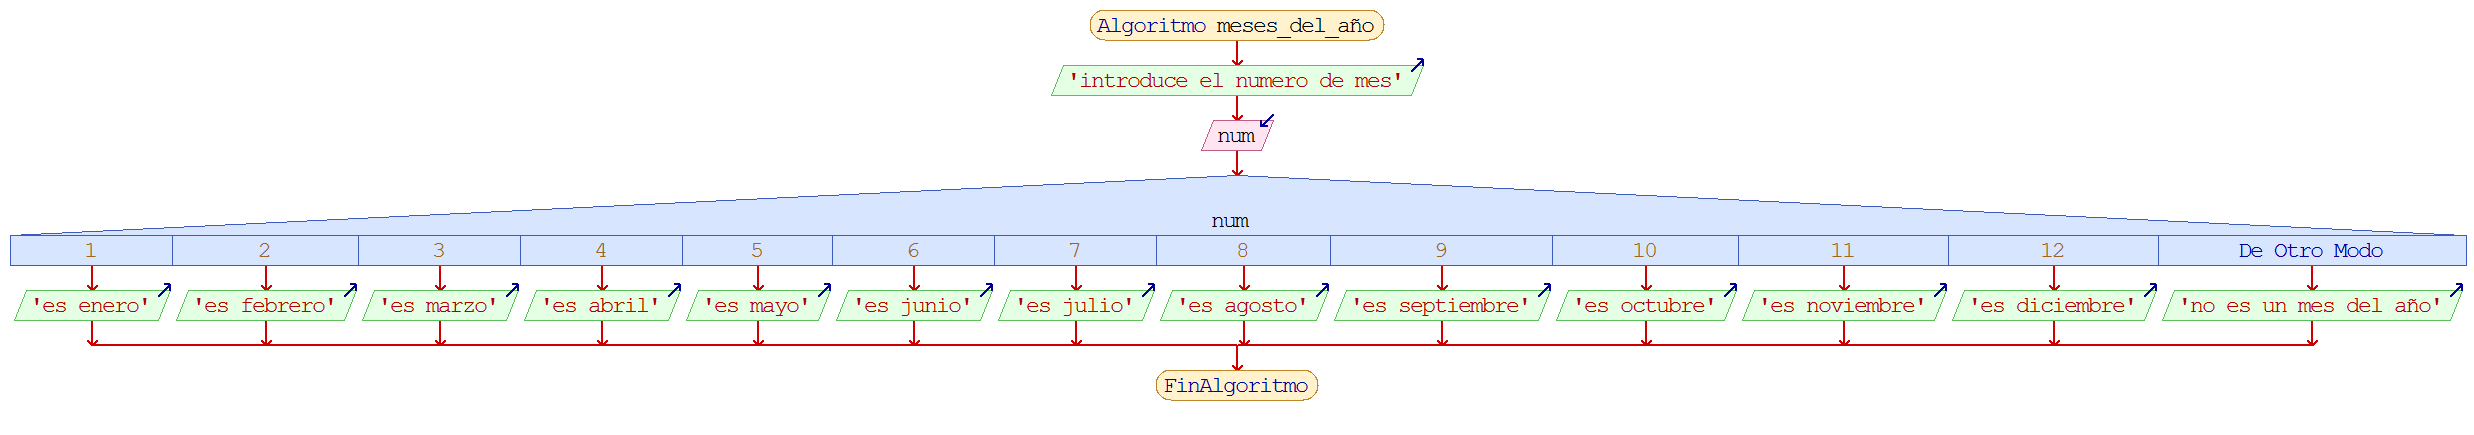 Algoritmo meses_del_año
'introduce el numero de mes'
num
num
1 2 3 4 5 6 7 8 9 10 11 12 De Otro Modo
'es enero' 'es febrero' 'es marzo' 'es abril' 'es mayo' 'es junio' 'es julio' 'es agosto' 'es septiembre' 'es octubre' 'es noviembre' 'es diciembre' 'no es un mes del año'
FinAlgoritmo